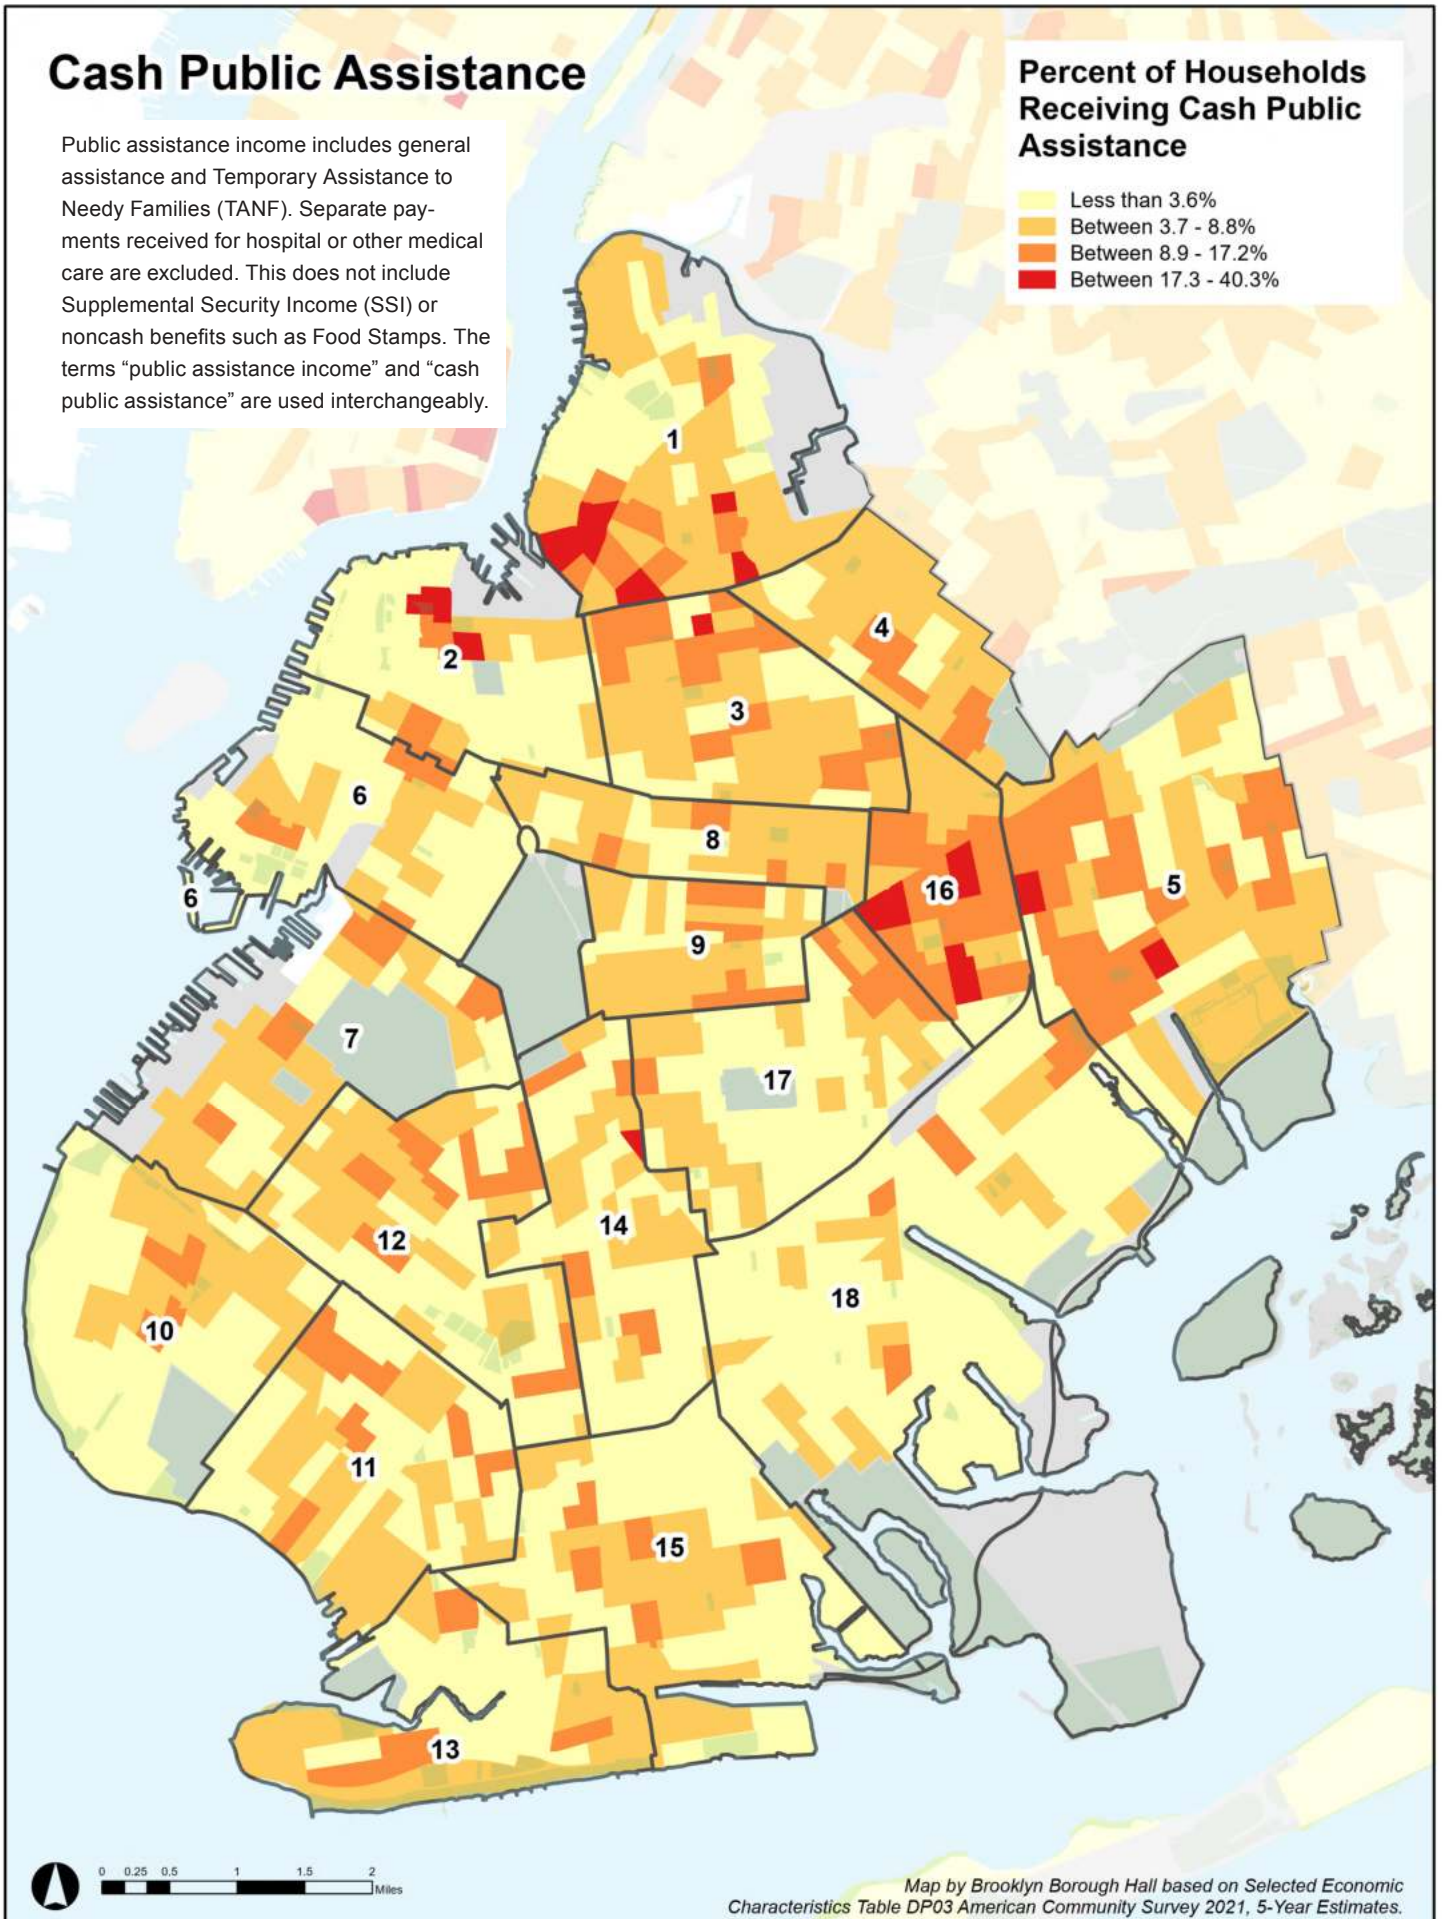 Cash Public Assistance
Public assistance income includes general
assistance and Temporary Assistance to
Needy Families (TANF). Separate pay-
ments received for hospital or other medical
care are excluded. This does not include
Supplemental Security Income (SSI) or
noncash benefits such as Food Stamps. The
terms “public assistance income” and “cash
public assistance” are used interchangeably.
Percent of Households
Receiving Cash Public
Assistance
Less than 3.6%
Between 3.7 - 8.8%
Between 8.9 - 17.2%
Between 17.3 - 40.3%
1
4
2
3
6
8
5
16
6
9
7
17
14
12
18
10
11
15
13
0 0.25 0.5 1 1.5 2
Miles
Map by Brooklyn Borough Hall based on Selected Economic
Characteristics Table DP03 American Community Survey 2021, 5-Year Estimates.